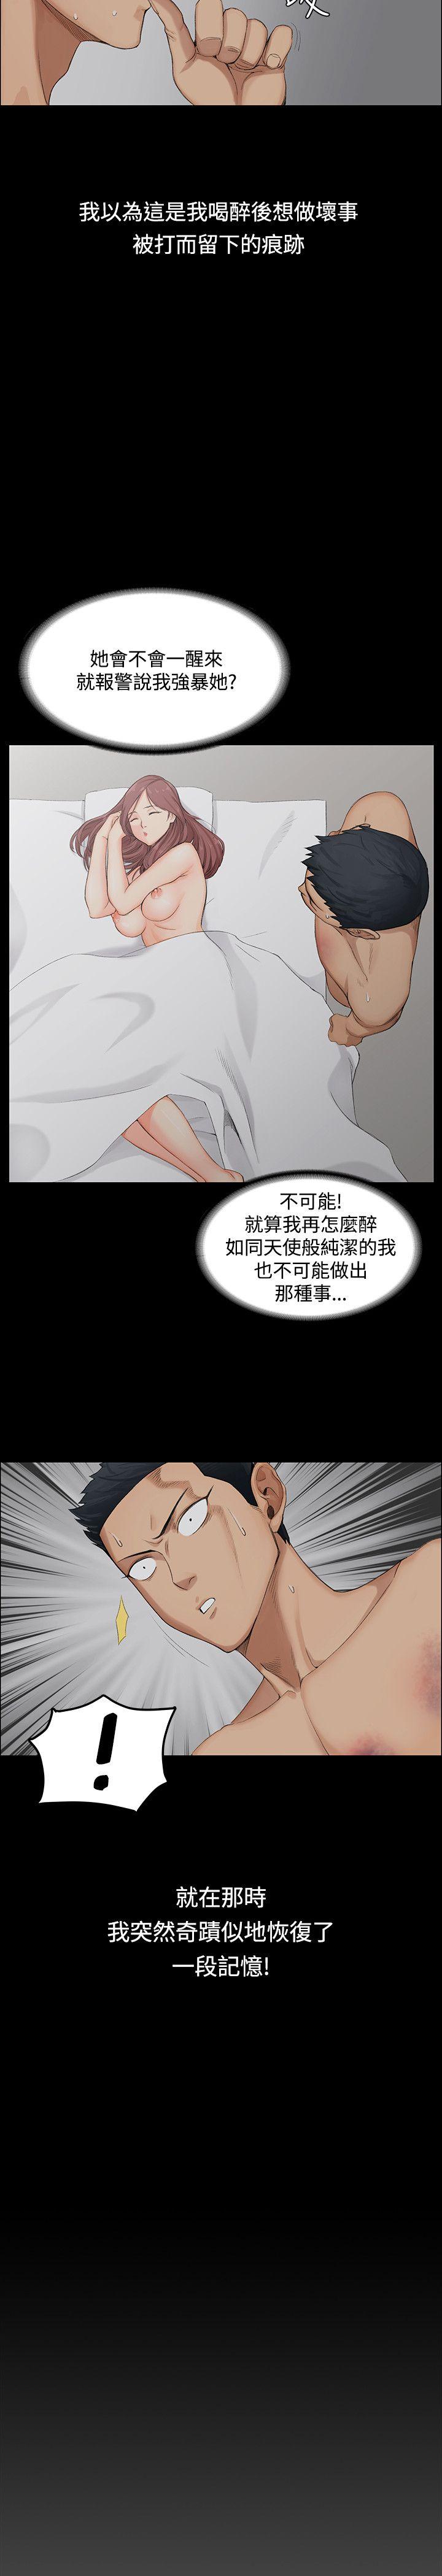 我以為這是我喝醉後想做壞事
被打而留下的痕跡
她會不會一醒來
就報警說我強暴她?
不可能!
就算我再怎麼醉
如同天使般純潔的我
也不可能做出
那種事...
!
就在那時
我突然奇蹟似地恢復了
一段記憶!